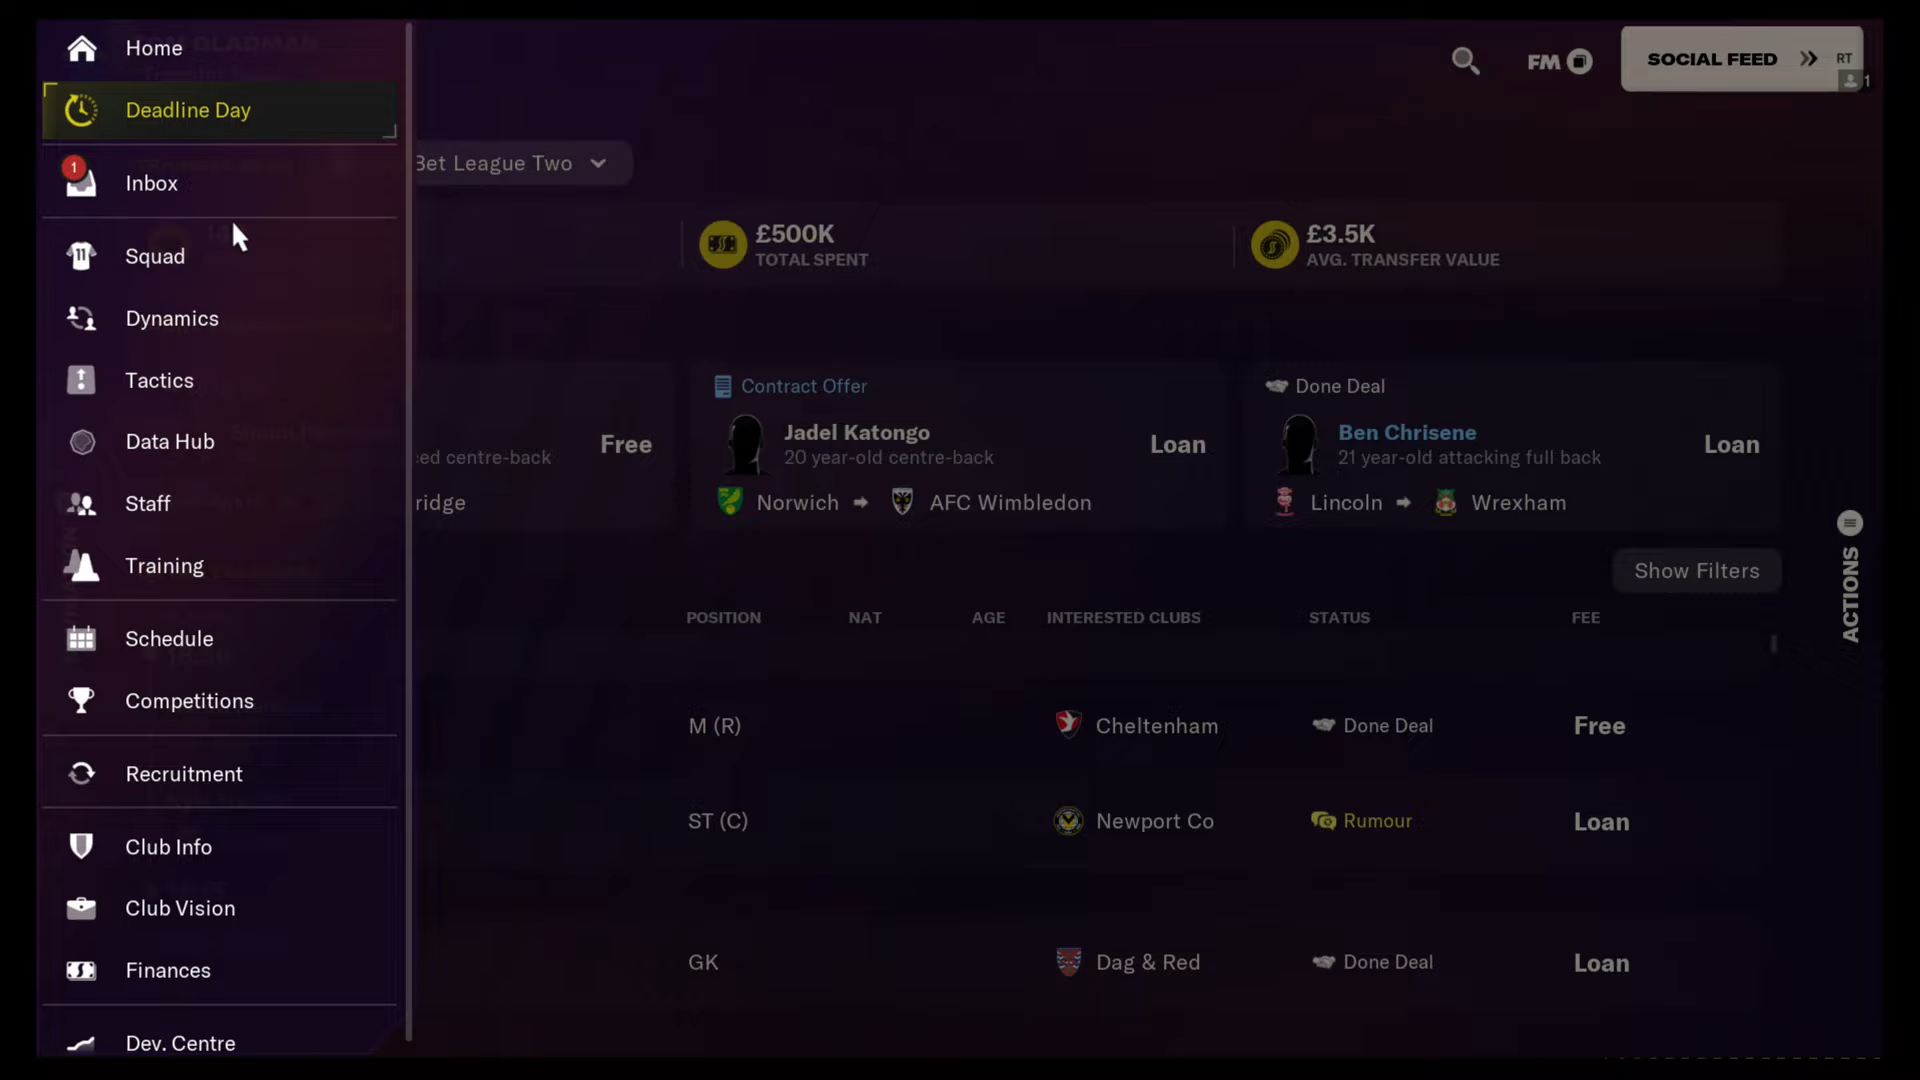 Home
Deadline Day
1
Inbox
Squad
Dynamics
Tactics
Data Hub
Staff
Training
Schedule
Competitions
Recruitment
Club Info
Club Vision
Finances
Dev. Centre
FM
SOCIAL FEED
RT
1
Bet League Two
£500K
TOTAL SPENT
£3.5K
AVG. TRANSFER VALUE
ced centre-back
Free
ridge
Contract Offer
Jadel Katongo
20 year-old centre-back
Loan
Norwich
AFC Wimbledon
Done Deal
Ben Chrisene
21 year-old attacking full back
Loan
Lincoln
Wrexham
Show Filters
ACTIONS
POSITION NAT AGE INTERESTED CLUBS STATUS FEE
M (R) Cheltenham Done Deal Free
ST (C) Newport Co Rumour Loan
GK Dag & Red Done Deal Loan